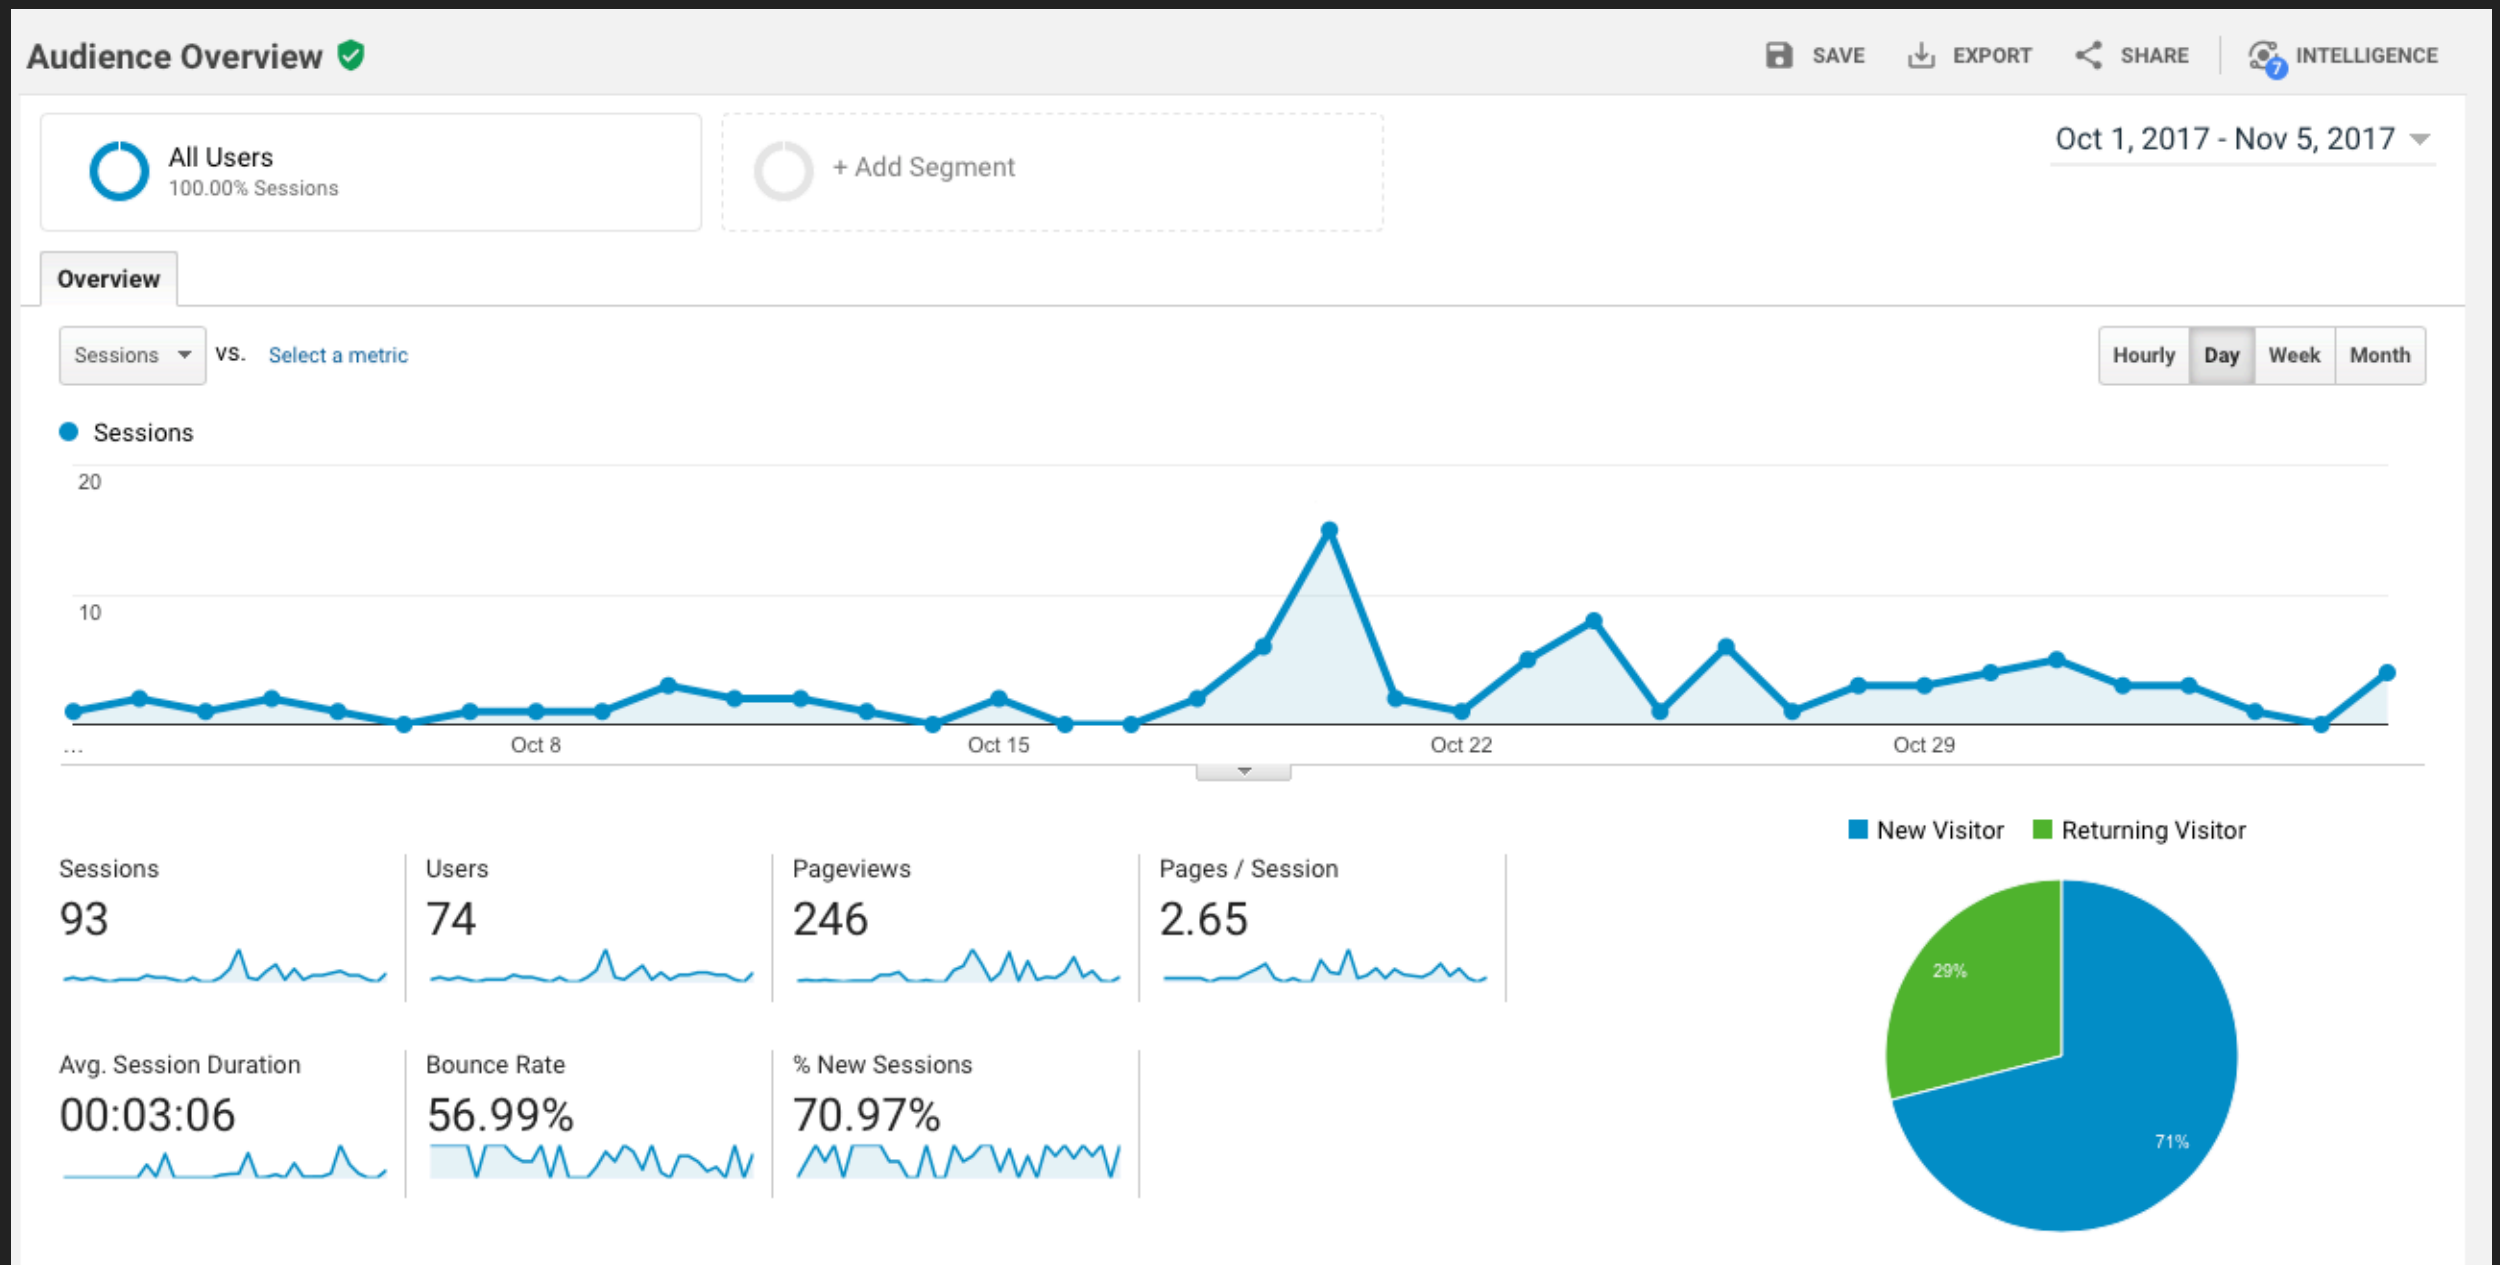 Audience Overview
SAVE
EXPORT
SHARE
7
INTELLIGENCE
All Users
100.00% Sessions
+ Add Segment
Oct 1, 2017 - Nov 5, 2017
Overview
Sessions
VS.
Select a metric
Hourly
Day
Week
Month
Sessions
20
10
...
Oct 8
Oct 15
Oct 22
Oct 29
New Visitor
Returning Visitor
Sessions
93
Users
74
Pageviews
246
Pages / Session
2.65
Avg. Session Duration
00:03:06
Bounce Rate
56.99%
% New Sessions
70.97%
29%
71%